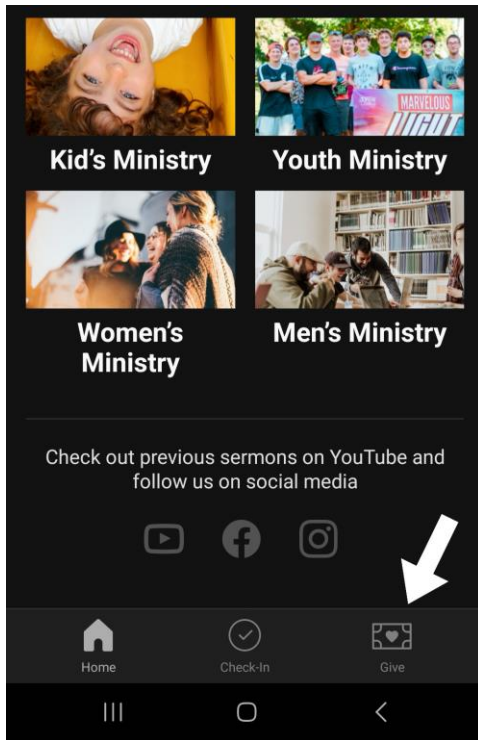 MARVELOUS
LIGHT
Kid's Ministry
Youth Ministry
Women's
Ministry
Men's Ministry
Check out previous sermons on YouTube and
follow us on social media
Home
Check-In
Give